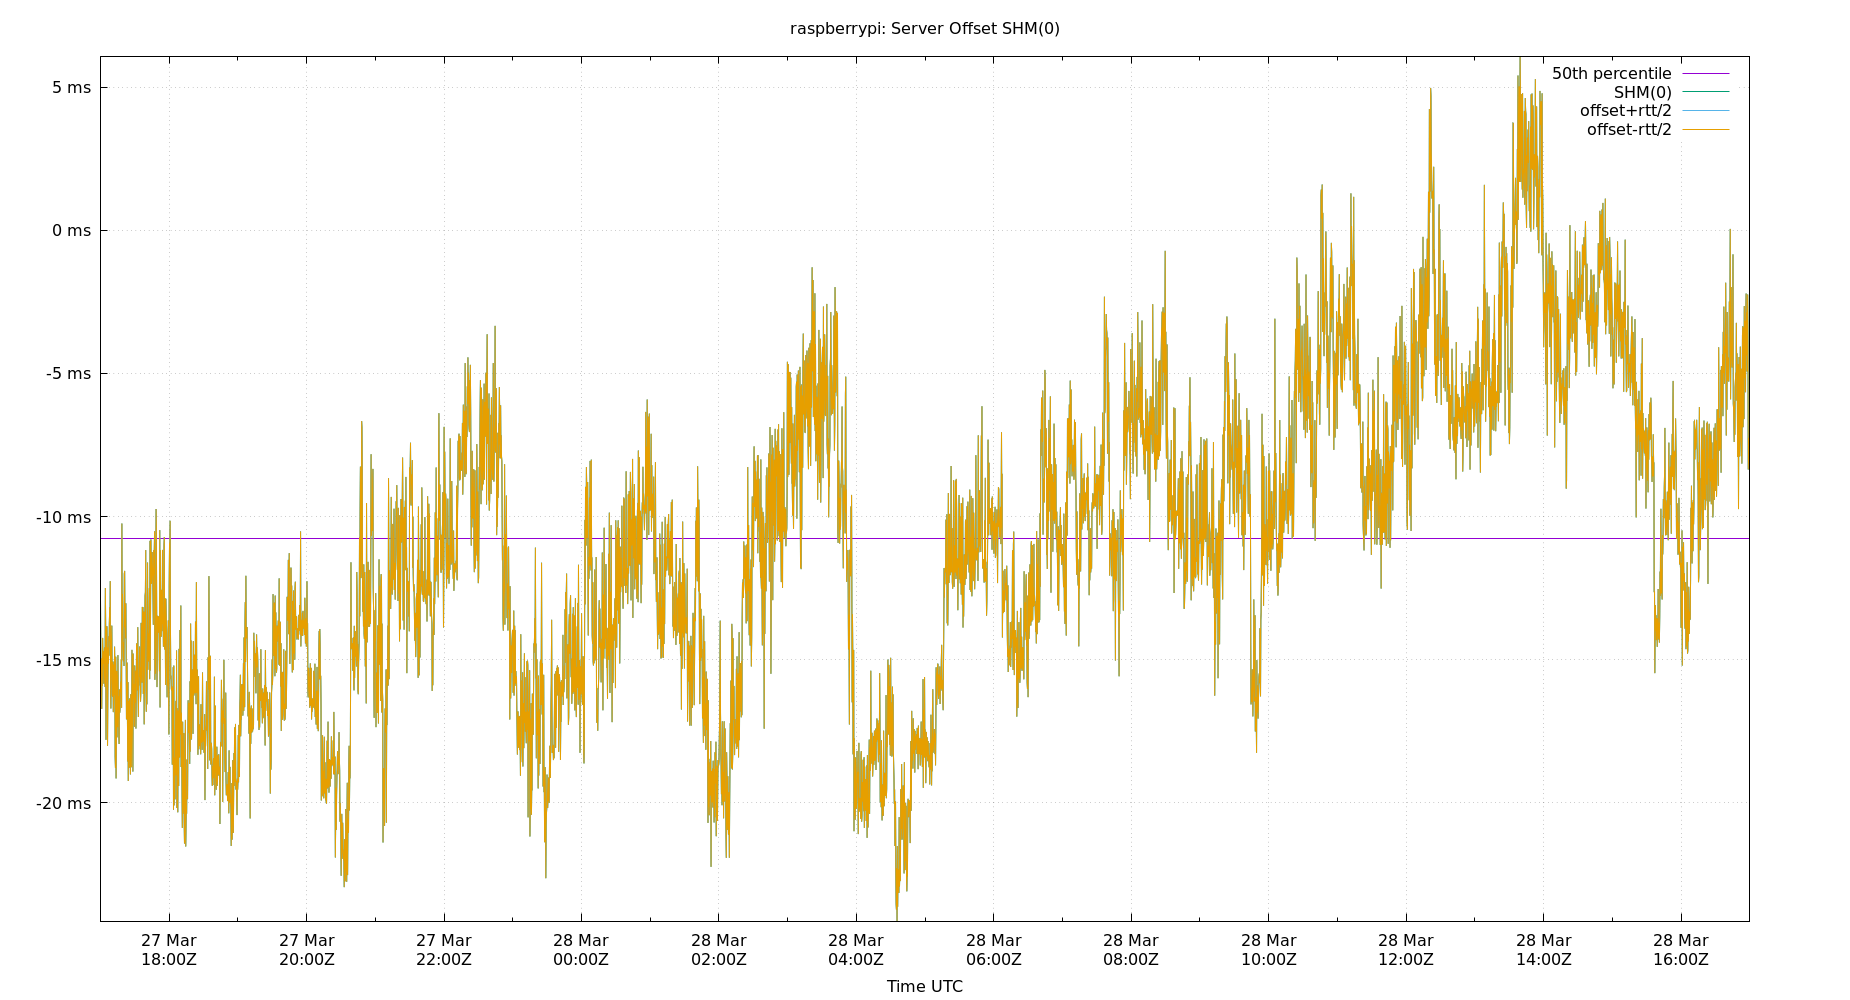 raspberrypi: Server Offset SHM(0)
50th percentile
SHM(0)
offset+rtt/2
offset-rtt/2
5 ms
0 ms
-5 ms
-10 ms
-15 ms
-20 ms
27 Mar 27 Mar 27 Mar 28 Mar 28 Mar 28 Mar 28 Mar 28 Mar 28 Mar 28 Mar 28 Mar 28 Mar
18:00Z 20:00Z 22:00Z 00:00Z 02:00Z 04:00Z 06:00Z 08:00Z 10:00Z 12:00Z 14:00Z 16:00Z
Time UTC